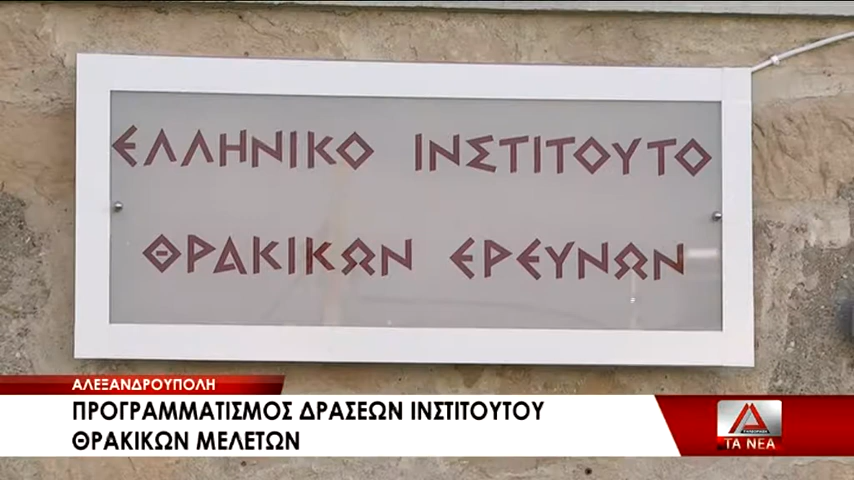 ΕΛΛΗΝΙΚΟ ΙΝΣΤΙΤΟΥΤΟ
ΘΡΑΚΙΚΩΝ ΕΡΕΥΝΩΝ
ΑΛΕΞΑΝΔΡΟΥΠΟΛΗ
ΠΡΟΓΡΑΜΜΑΤΙΣΜΟΣ ΔΡΑΣΕΩΝ ΙΝΣΤΙΤΟΥΤΟΥ
ΘΡΑΚΙΚΩΝ ΜΕΛΕΤΩΝ
ΤΑ ΝΕΑ